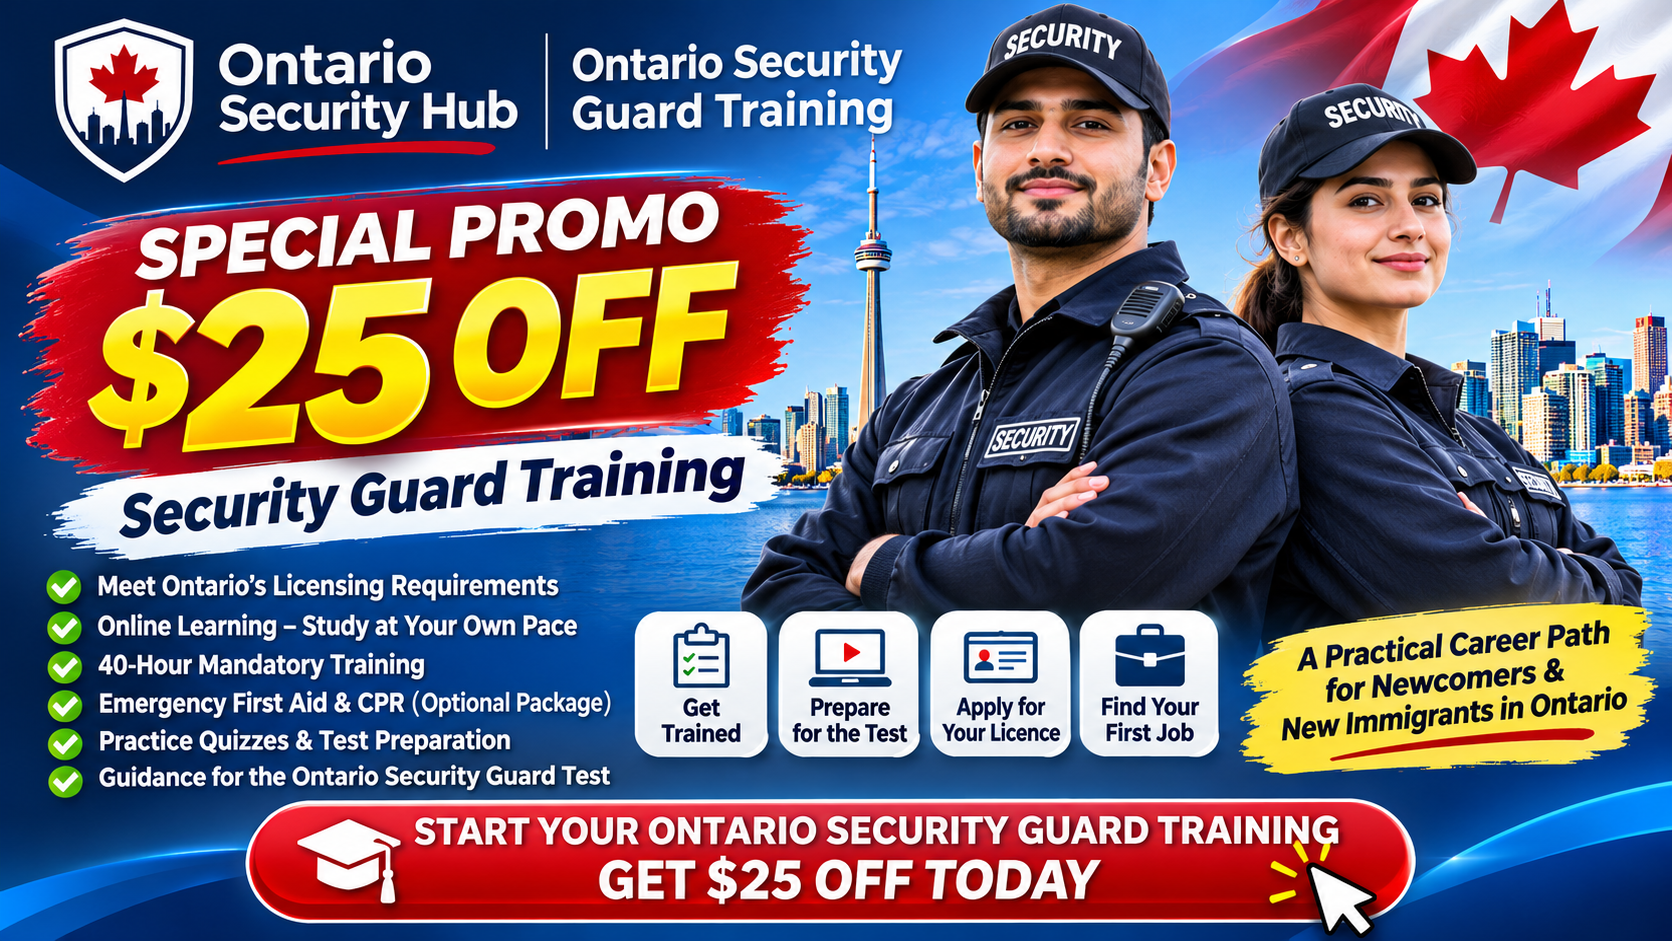 Ontario
Security Hub
Ontario Security
Guard Training
SECURITY
SECURITY
SPECIAL PROMO
$25 OFF
Security Guard Training
SECURITY
SECURITY
Meet Ontario's Licensing Requirements
Online Learning – Study at Your Own Pace
40-Hour Mandatory Training
Emergency First Aid & CPR (Optional Package)
Practice Quizzes & Test Preparation
Guidance for the Ontario Security Guard Test
Get
Trained
Prepare
for the Test
Apply for
Your Licence
Find Your
First Job
A Practical Career Path
for Newcomers &
New Immigrants in Ontario
START YOUR ONTARIO SECURITY GUARD TRAINING
GET $25 OFF TODAY